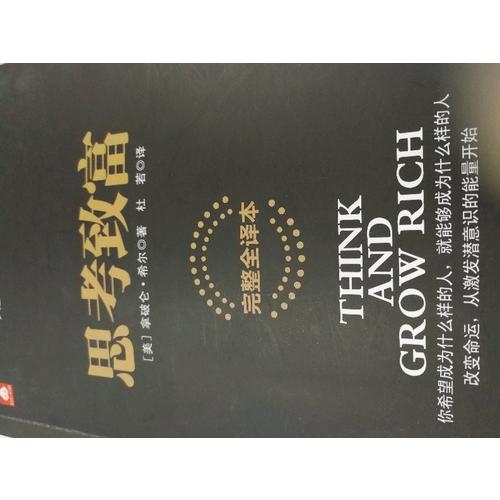 思考致富
［美］拿破仑·希尔◎著 杜 若◎译
完整全译本
THINK
AND
GROW RICH
你希望成为什么样的人，就能够成为什么样的人
改变命运，从激发潜意识的能量开始